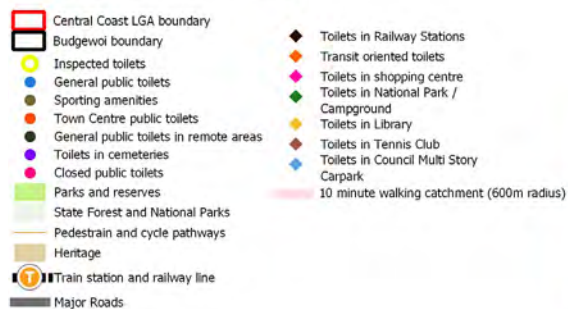 Central Coast LGA boundary
Budgewoi boundary
Inspected toilets
General public toilets
Sporting amenities
Town Centre public toilets
General public toilets in remote areas
Toilets in cemeteries
Closed public toilets
Parks and reserves
State Forest and National Parks
Pedestrain and cycle pathways
Heritage
T Train station and railway line
Major Roads
Toilets in Railway Stations
Transit oriented toilets
Toilets in shopping centre
Toilets in National Park /
Campground
Toilets in Library
Toilets in Tennis Club
Toilets in Council Multi Story
Carpark
10 minute walking catchment (600m radius)